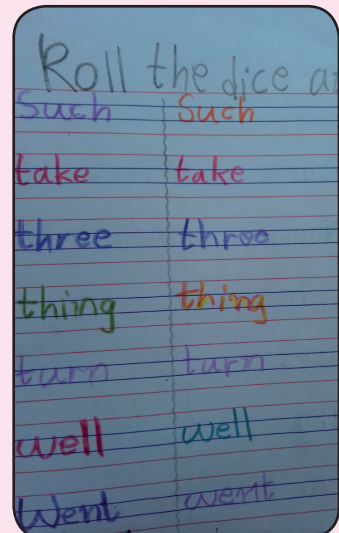 Roll the dice a
Such Such
take take
three three
thing thing
turn turn
well well
Went went